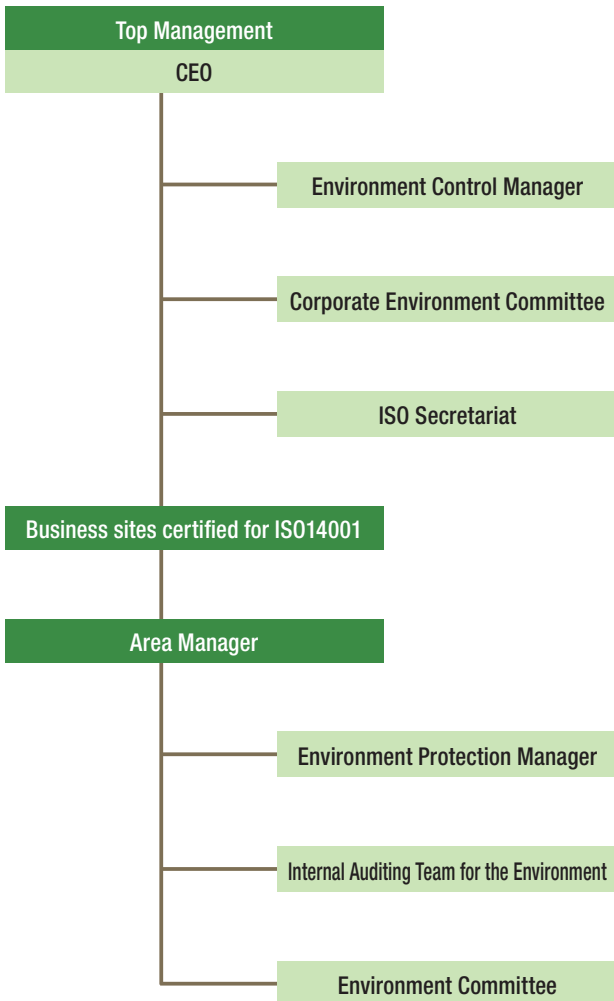 Top Management
CEO
Environment Control Manager
Corporate Environment Committee
ISO Secretariat
Business sites certified for ISO14001
Area Manager
Environment Protection Manager
Internal Auditing Team for the Environment
Environment Committee